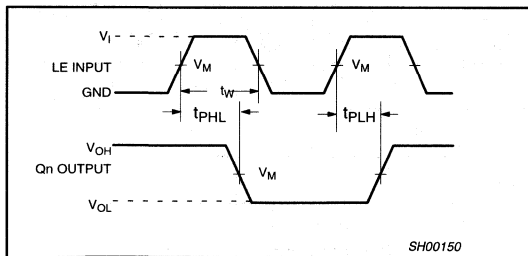 VI
LE INPUT
VM
VM
GND
tW
tPHL
tPLH
VOH
Qn OUTPUT
VM
VOL
SH00150